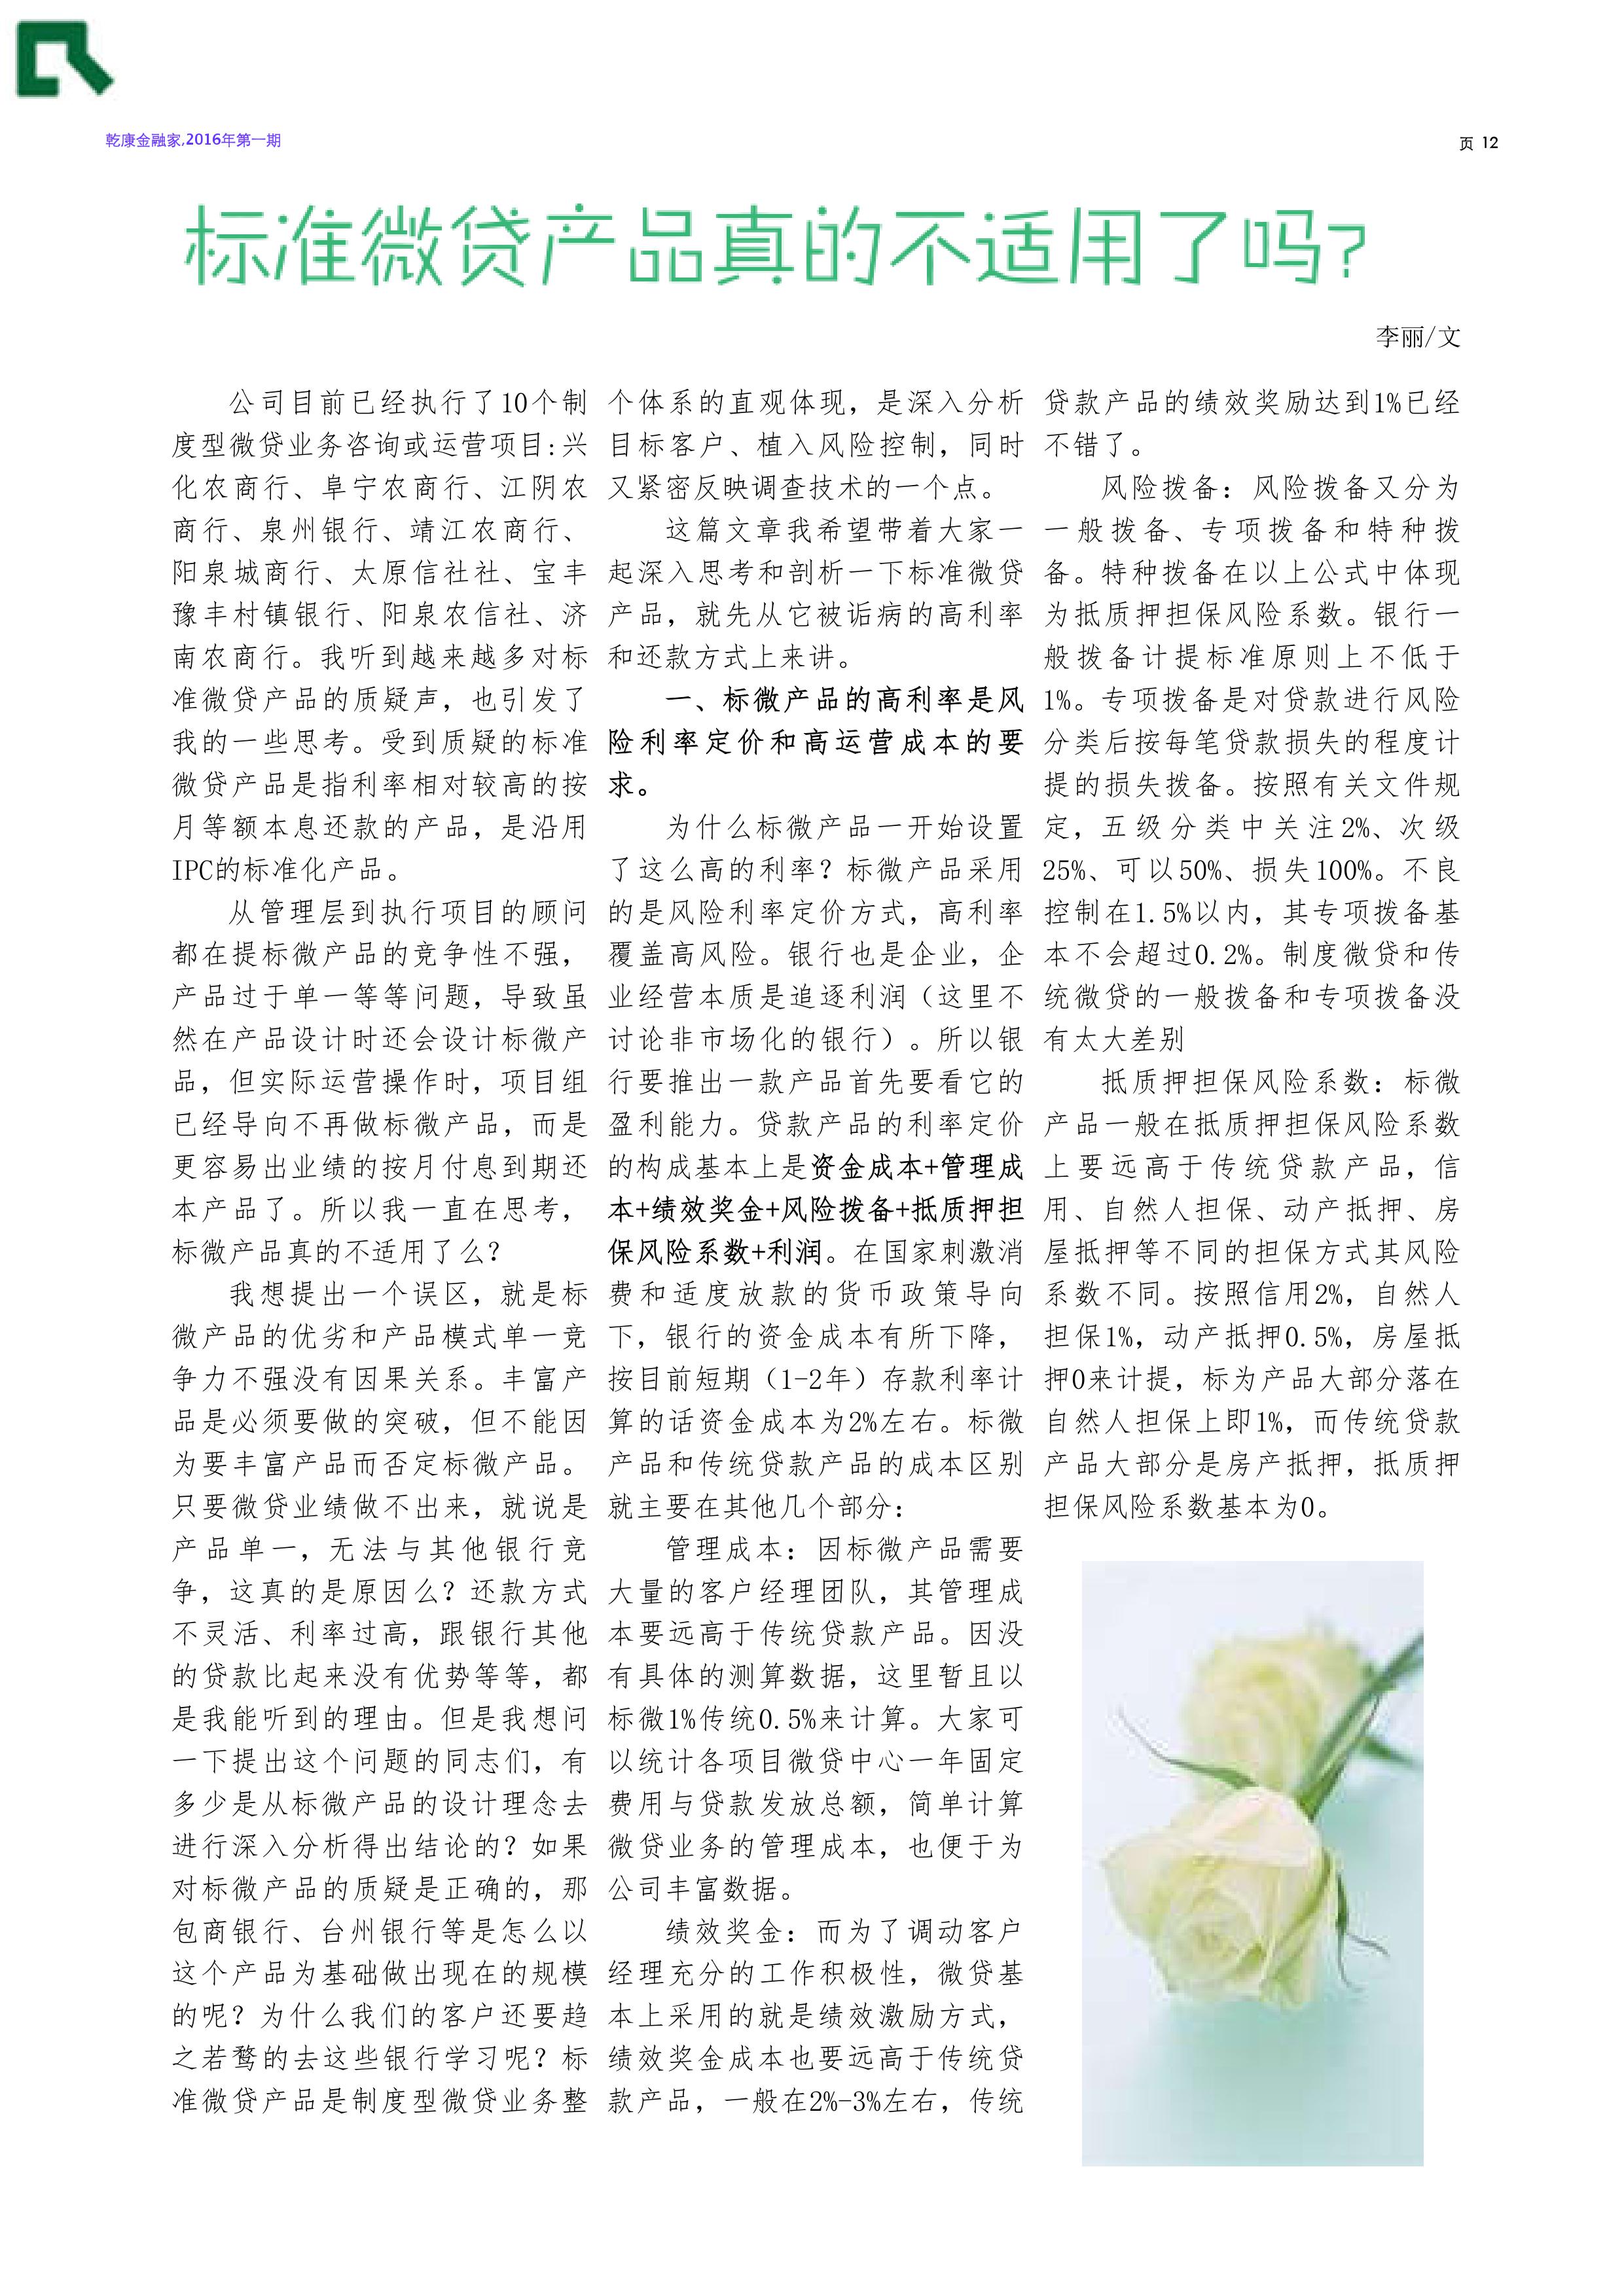 乾康金融家,2016年第一期
页 12
标准微贷产品真的不适用了吗?
李丽/文
公司目前已经执行了10个制
度型微贷业务咨询或运营项目:兴
化农商行、阜宁农商行、江阴农
商行、泉州银行、靖江农商行、
阳泉城商行、太原信社社、宝丰
豫丰村镇银行、阳泉农信社、济
南农商行。我听到越来越多对标
准微贷产品的质疑声，也引发了
我的一些思考。受到质疑的标准
微贷产品是指利率相对较高的按
月等额本息还款的产品，是沿用
IPC的标准化产品。
从管理层到执行项目的顾问
都在提标微产品的竞争性不强，
产品过于单一等等问题，导致虽
然在产品设计时还会设计标微产
品，但实际运营操作时，项目组
已经导向不再做标微产品，而是
更容易出业绩的按月付息到期还
本产品了。所以我一直在思考，
标微产品真的不适用了么？
我想提出一个误区，就是标
微产品的优劣和产品模式单一竞
争力不强没有因果关系。丰富产
品是必须要做的突破，但不能因
为要丰富产品而否定标微产品。
只要微贷业绩做不出来，就说是
产品单一，无法与其他银行竞
争，这真的是原因么？还款方式
不灵活、利率过高，跟银行其他
的贷款比起来没有优势等等，都
是我能听到的理由。但是我想问
一下提出这个问题的同志们，有
多少是从标微产品的设计理念去
进行深入分析得出结论的？如果
对标微产品的质疑是正确的，那
包商银行、台州银行等是怎么以
这个产品为基础做出现在的规模
的呢？为什么我们的客户还要趋
之若鹜的去这些银行学习呢？标
准微贷产品是制度型微贷业务整
个体系的直观体现，是深入分析
目标客户、植入风险控制，同时
又紧密反映调查技术的一个点。
这篇文章我希望带着大家一
起深入思考和剖析一下标准微贷
产品，就先从它被诟病的高利率
和还款方式上来讲。
一、标微产品的高利率是风
险利率定价和高运营成本的要
求。
为什么标微产品一开始设置
了这么高的利率？标微产品采用
的是风险利率定价方式，高利率
覆盖高风险。银行也是企业，企
业经营本质是追逐利润（这里不
讨论非市场化的银行）。所以银
行要推出一款产品首先要看它的
盈利能力。贷款产品的利率定价
的构成基本上是资金成本+管理成
本+绩效奖金+风险拨备+抵质押担
保风险系数+利润。在国家刺激消
费和适度放款的货币政策导向
下，银行的资金成本有所下降，
按目前短期（1-2年）存款利率计
算的话资金成本为2%左右。标微
产品和传统贷款产品的成本区别
就主要在其他几个部分：
管理成本：因标微产品需要
大量的客户经理团队，其管理成
本要远高于传统贷款产品。因没
有具体的测算数据，这里暂且以
标微1%传统0.5%来计算。大家可
以统计各项目微贷中心一年固定
费用与贷款发放总额，简单计算
微贷业务的管理成本，也便于为
公司丰富数据。
绩效奖金：而为了调动客户
经理充分的工作积极性，微贷基
本上采用的就是绩效激励方式，
绩效奖金成本也要远高于传统贷
款产品，一般在2%-3%左右，传统
贷款产品的绩效奖励达到1%已经
不错了。
风险拨备：风险拨备又分为
一般拨备、专项拨备和特种拨
备。特种拨备在以上公式中体现
为抵质押担保风险系数。银行一
般拨备计提标准原则上不低于
1%。专项拨备是对贷款进行风险
分类后按每笔贷款损失的程度计
提的损失拨备。按照有关文件规
定，五级分类中关注2%、次级
25%、可以50%、损失100%。不良
控制在1.5%以内，其专项拨备基
本不会超过0.2%。制度微贷和传
统微贷的一般拨备和专项拨备没
有太大差别
抵质押担保风险系数：标微
产品一般在抵质押担保风险系数
上要远高于传统贷款产品，信
用、自然人担保、动产抵押、房
屋抵押等不同的担保方式其风险
系数不同。按照信用2%，自然人
担保1%，动产抵押0.5%，房屋抵
押0来计提，标为产品大部分落在
自然人担保上即1%，而传统贷款
产品大部分是房产抵押，抵质押
担保风险系数基本为0。